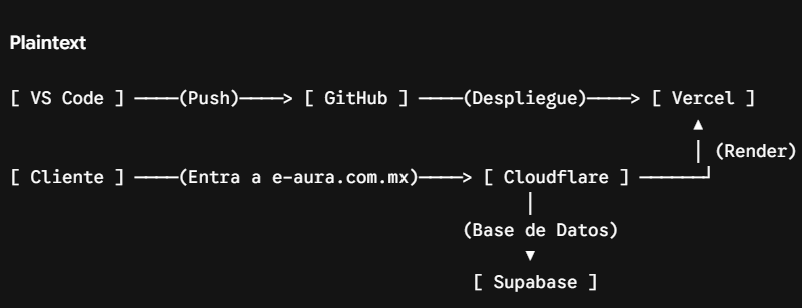 Plaintext
[ VS Code ] ────(Push)────> [ GitHub ] ────(Despliegue)────> [ Vercel ]
(Render)
[ Cliente ] ────(Entra a e-aura.com.mx)────> [ Cloudflare ] ───────┘
(Base de Datos)
[ Supabase ]